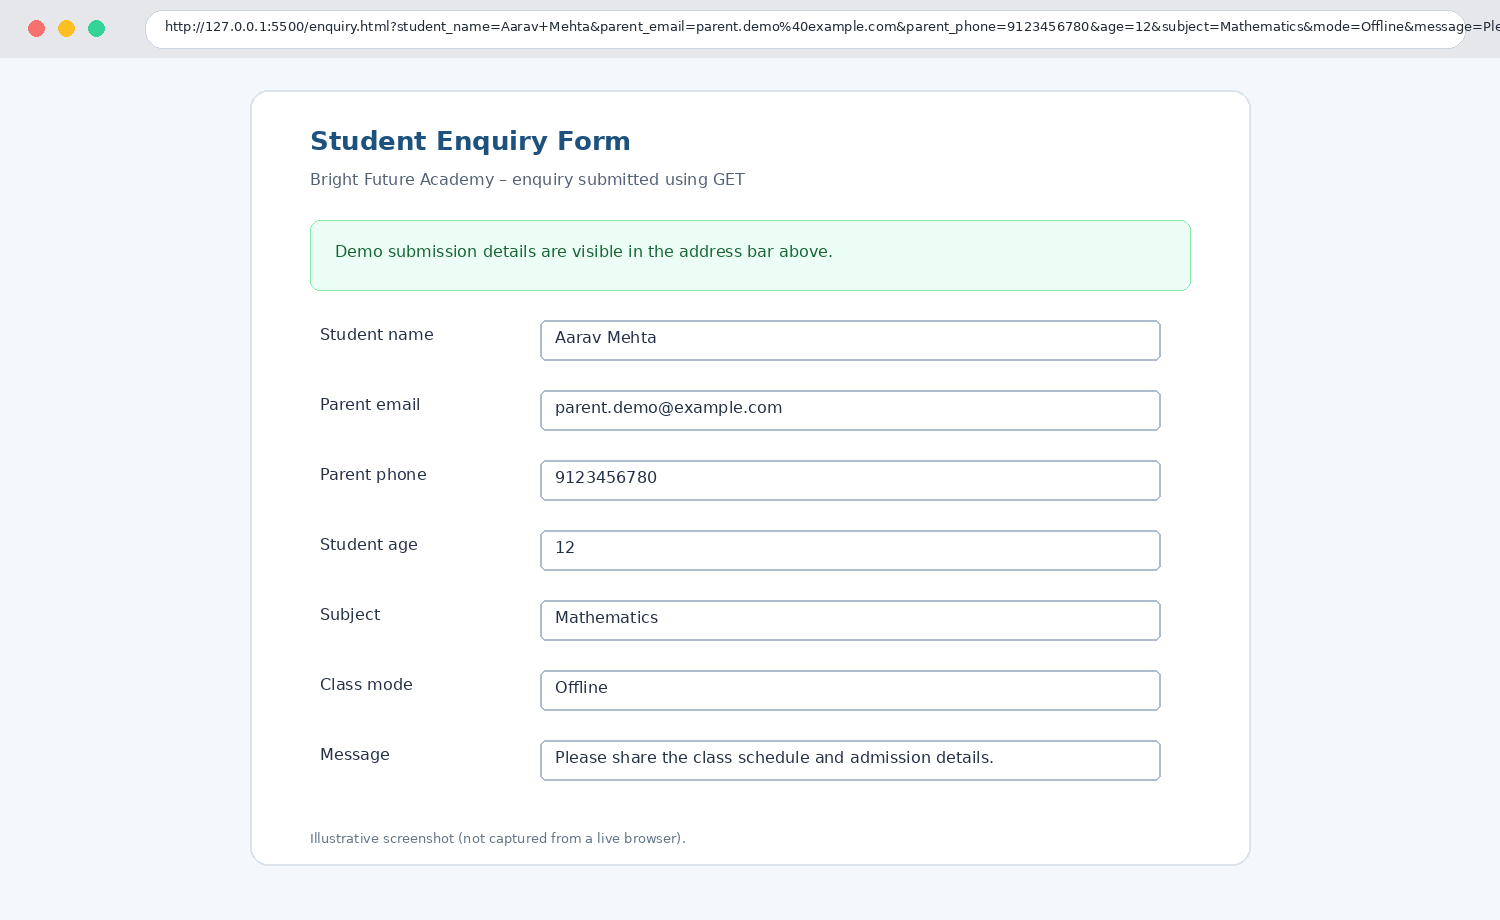 http://127.0.0.1:5500/enquiry.html?student_name=Aarav+Mehta&parent_email=parent.demo%40example.com&parent_phone=9123456780&age=12&subject=Mathematics&mode=Offline&message=Ple
Student Enquiry Form
Bright Future Academy – enquiry submitted using GET
Demo submission details are visible in the address bar above.
Student name Aarav Mehta
Parent email parent.demo@example.com
Parent phone 9123456780
Student age 12
Subject Mathematics
Class mode Offline
Message Please share the class schedule and admission details.
Illustrative screenshot (not captured from a live browser).